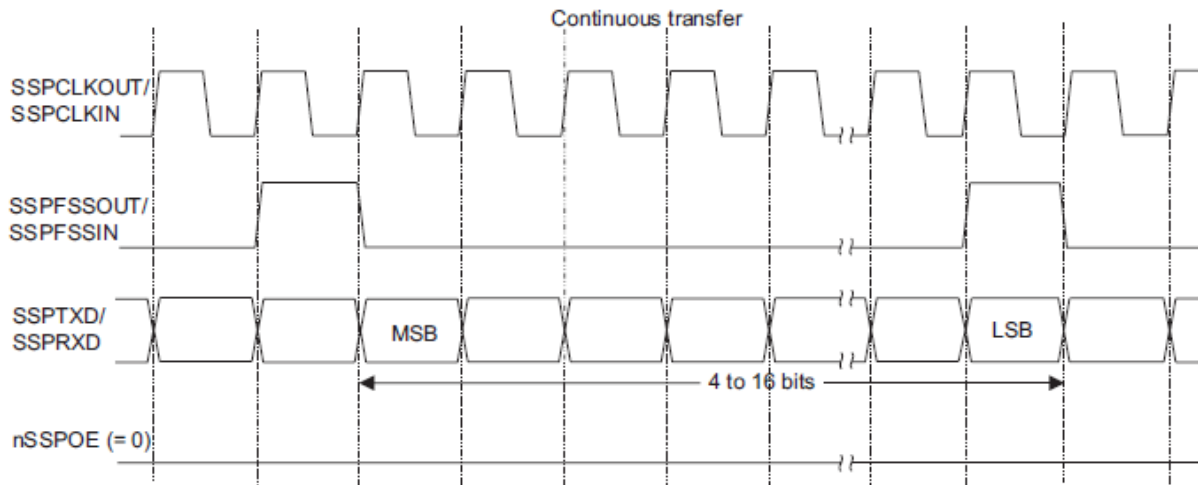 Continuous transfer
SSPCLKOUT/
SSPCLKIN
SSPFSSOUT/
SSPFSSIN
SSPTXD/
SSPRXD
MSB
LSB
4 to 16 bits
nSSPOE (= 0)